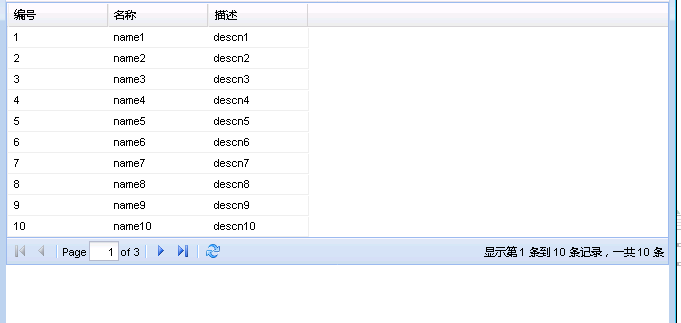 编号 名称 描述
1 name1 descn1
2 name2 descn2
3 name3 descn3
4 name4 descn4
5 name5 descn5
6 name6 descn6
7 name7 descn7
8 name8 descn8
9 name9 descn9
10 name10 descn10
Page 1 of 3 显示第 1 条到 10 条记录，一共 10 条